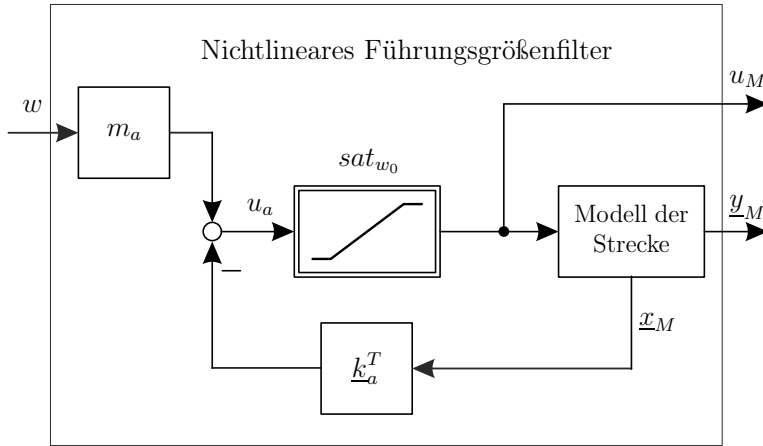 Nichtlineares Führungsgrößenfilter
w
m_a
u_M
sat_{w_0}
u_a
Modell der
Strecke
y_M
–
x_M
k_a^T